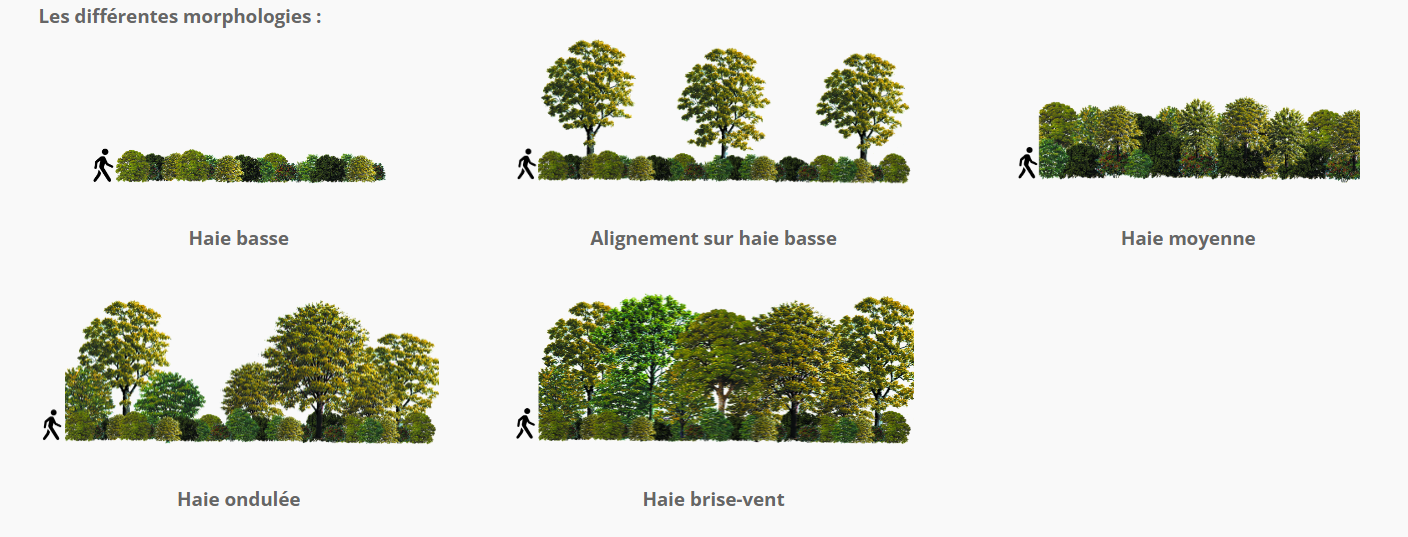 Les différentes morphologies :
Haie basse
Alignement sur haie basse
Haie moyenne
Haie ondulée
Haie brise-vent